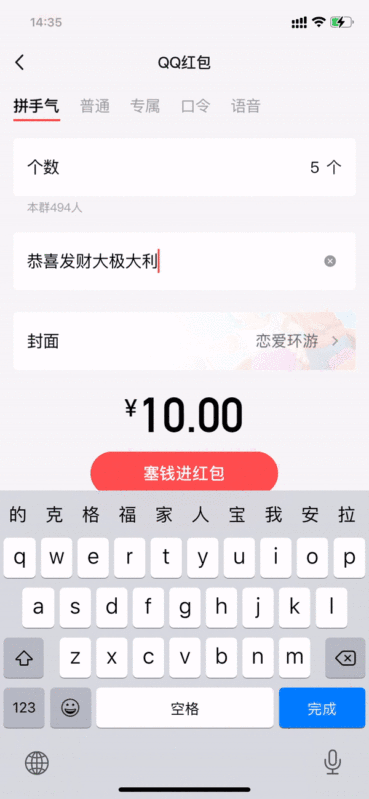 14:35
QQ红包
拼手气 普通 专属 口令 语音
个数 5 个
本群494人
恭喜发财大极大利
封面 恋爱环游
¥10.00
塞钱进红包
的 克 格 福 家 人 宝 我 安 拉
q w e r t y u i o p
a s d f g h j k l
z x c v b n m
123 空格 完成